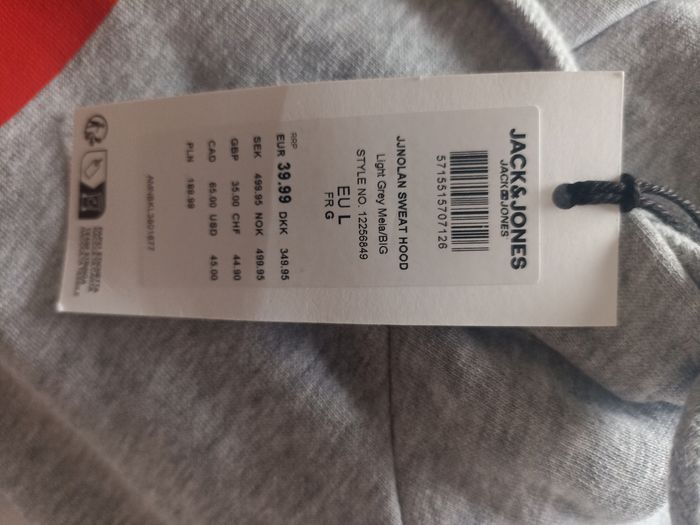 JACK&JONES
JACK&JONES
5715515707126
JJNOLAN SWEAT HOOD
Light Grey Mela/BIG
STYLE NO. 12256849
EU L
FR G
RRP
EUR 39.99 DKK 349.95
SEK 499.95 NOK 499.95
GBP 35.00 CHF 44.90
CAD 65.00 USD 45.00
PLN 189.99